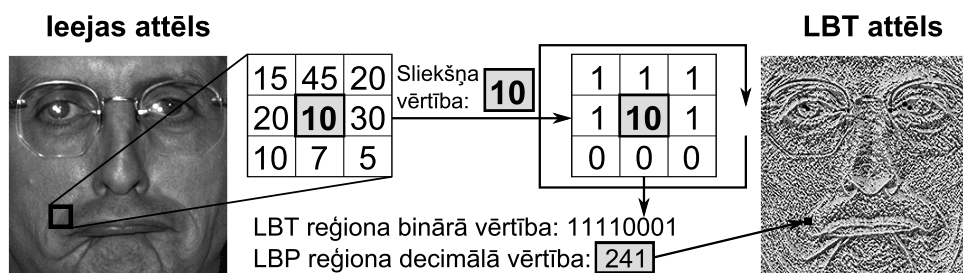 Ieejas attēls
LBT attēls
15 45 20
20 10 30
10 7 5
Sliekšņa
vērtība: 10
1 1 1
1 10 1
0 0 0
LBT reģiona binārā vērtība: 11110001
LBP reģiona decimālā vērtība: 241